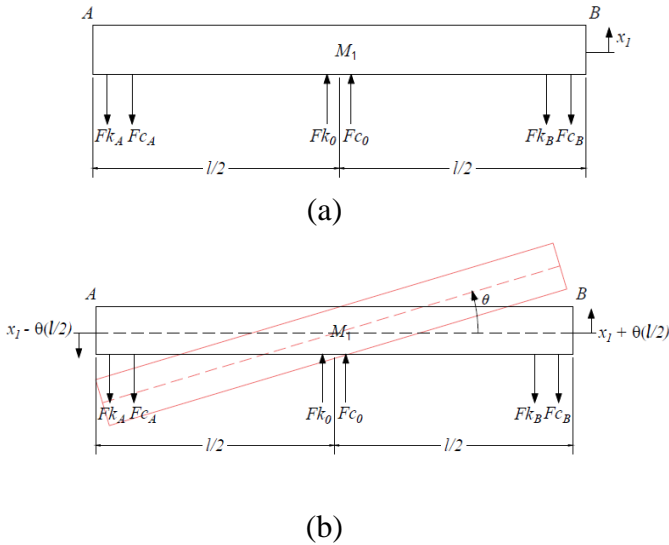 A B
M₁ x₁
Fk_A Fc_A Fk₀ Fc₀ Fk_B Fc_B
l/2 l/2
(a)
A B
θ
x₁ - θ(l/2) M₁ x₁ + θ(l/2)
Fk_A Fc_A Fk₀ Fc₀ Fk_B Fc_B
l/2 l/2
(b)